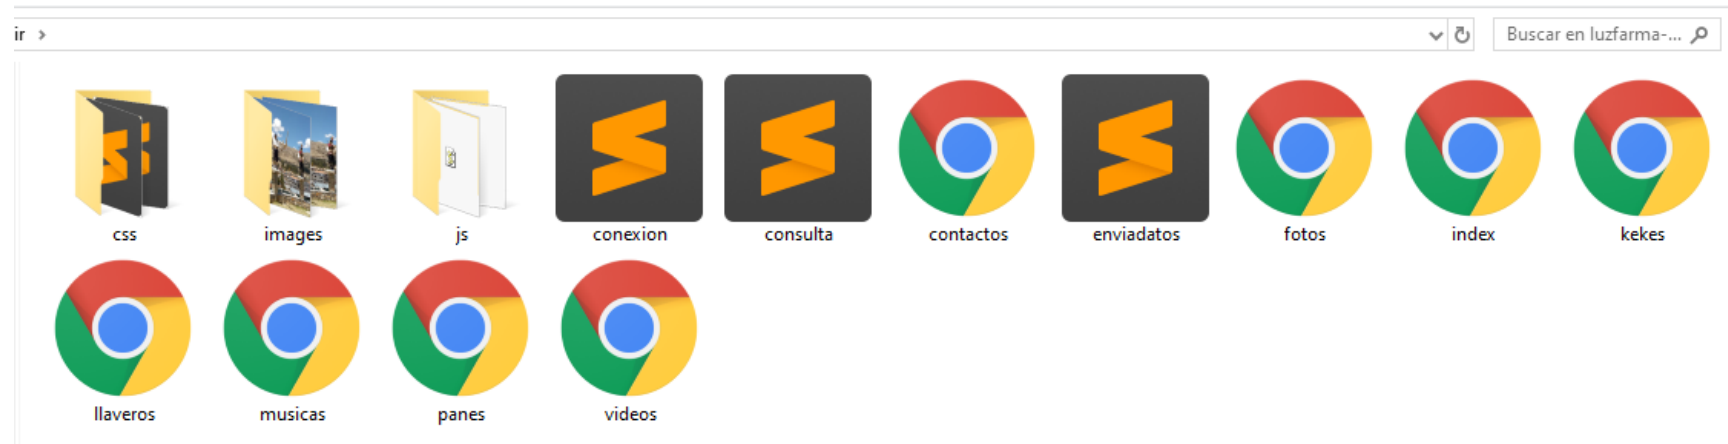 ir >
Buscar en luzfarma-...
css images js conexion consulta contactos enviadatos fotos index kekes
llaveros musicas panes videos